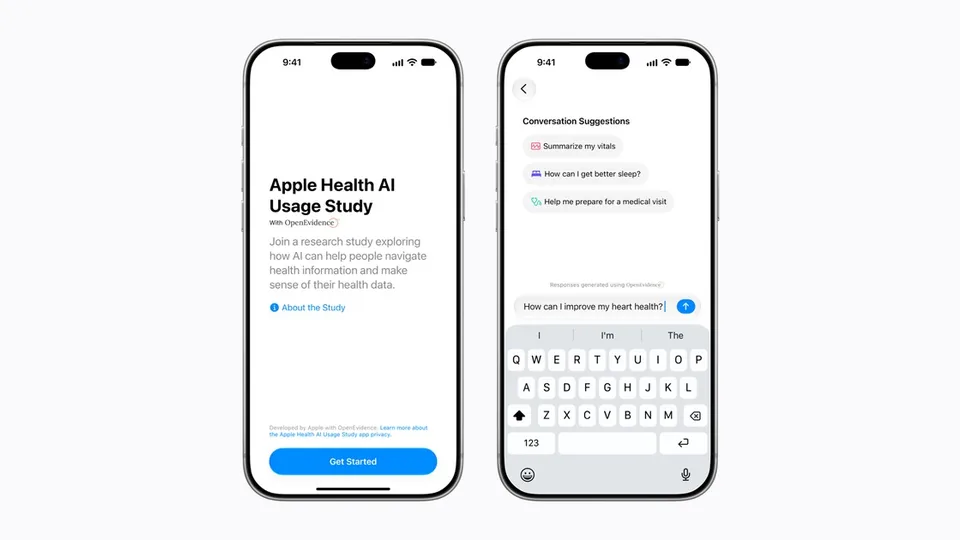 9:41
Apple Health AI
Usage Study
With OpenEvidence
Join a research study exploring
how AI can help people navigate
health information and make
sense of their health data.
About the Study
Developed by Apple with OpenEvidence. Learn more about
the Apple Health AI Usage Study app privacy.
Get Started
9:41
Conversation Suggestions
Summarize my vitals
How can I get better sleep?
Help me prepare for a medical visit
Responses generated using OpenEvidence
How can I improve my heart health?
I I'm The
Q W E R T Y U I O P
A S D F G H J K L
Z X C V B N M
123